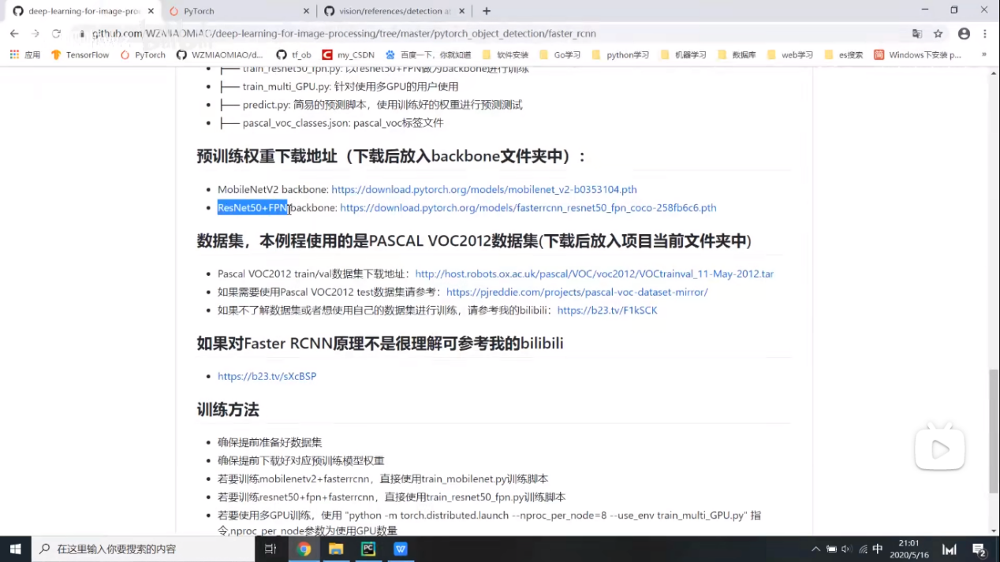 deep-learning-for-image-pro
PyTorch
vision/references/detection at
github.com/WZMIAOMIAO/deep-learning-for-image-processing/tree/master/pytorch_object_detection/faster_rcnn
应用
TensorFlow
PyTorch
WZMIAOMIAO/d...
tf_ob
my_CSDN
百度一下，你就知道
软件安装
Go学习
python学习
机器学习
数据库
web学习
es搜索
Windows下安装 p...
»
├── train_resnet50_fpn.py: 以resnet50+FPN做为backbone进行训练
├── train_multi_GPU.py: 针对使用多GPU的用户使用
├── predict.py: 简易的预测脚本，使用训练好的权重进行预测测试
├── pascal_voc_classes.json: pascal_voc标签文件
预训练权重下载地址（下载后放入backbone文件夹中）：
MobileNetV2 backbone: https://download.pytorch.org/models/mobilenet_v2-b0353104.pth
ResNet50+FPN backbone: https://download.pytorch.org/models/fasterrcnn_resnet50_fpn_coco-258fb6c6.pth
数据集，本例程使用的是PASCAL VOC2012数据集(下载后放入项目当前文件夹中)
Pascal VOC2012 train/val数据集下载地址：http://host.robots.ox.ac.uk/pascal/VOC/voc2012/VOCtrainval_11-May-2012.tar
如果需要使用Pascal VOC2012 test数据集请参考：https://pjreddie.com/projects/pascal-voc-dataset-mirror/
如果不了解数据集或者想使用自己的数据集进行训练，请参考我的bilibili：https://b23.tv/F1kSCK
如果对Faster RCNN原理不是很理解可参考我的bilibili
https://b23.tv/sXcBSP
训练方法
确保提前准备好数据集
确保提前下载好对应预训练模型权重
若要训练mobilenetv2+fasterrcnn，直接使用train_mobilenet.py训练脚本
若要训练resnet50+fpn+fasterrcnn，直接使用train_resnet50_fpn.py训练脚本
若要使用多GPU训练，使用 "python -m torch.distributed.launch --nproc_per_node=8 --use_env train_multi_GPU.py" 指
令,nproc_per_node参数为使用GPU数量
在这里输入你要搜索的内容
中
21:01
2020/5/16
2